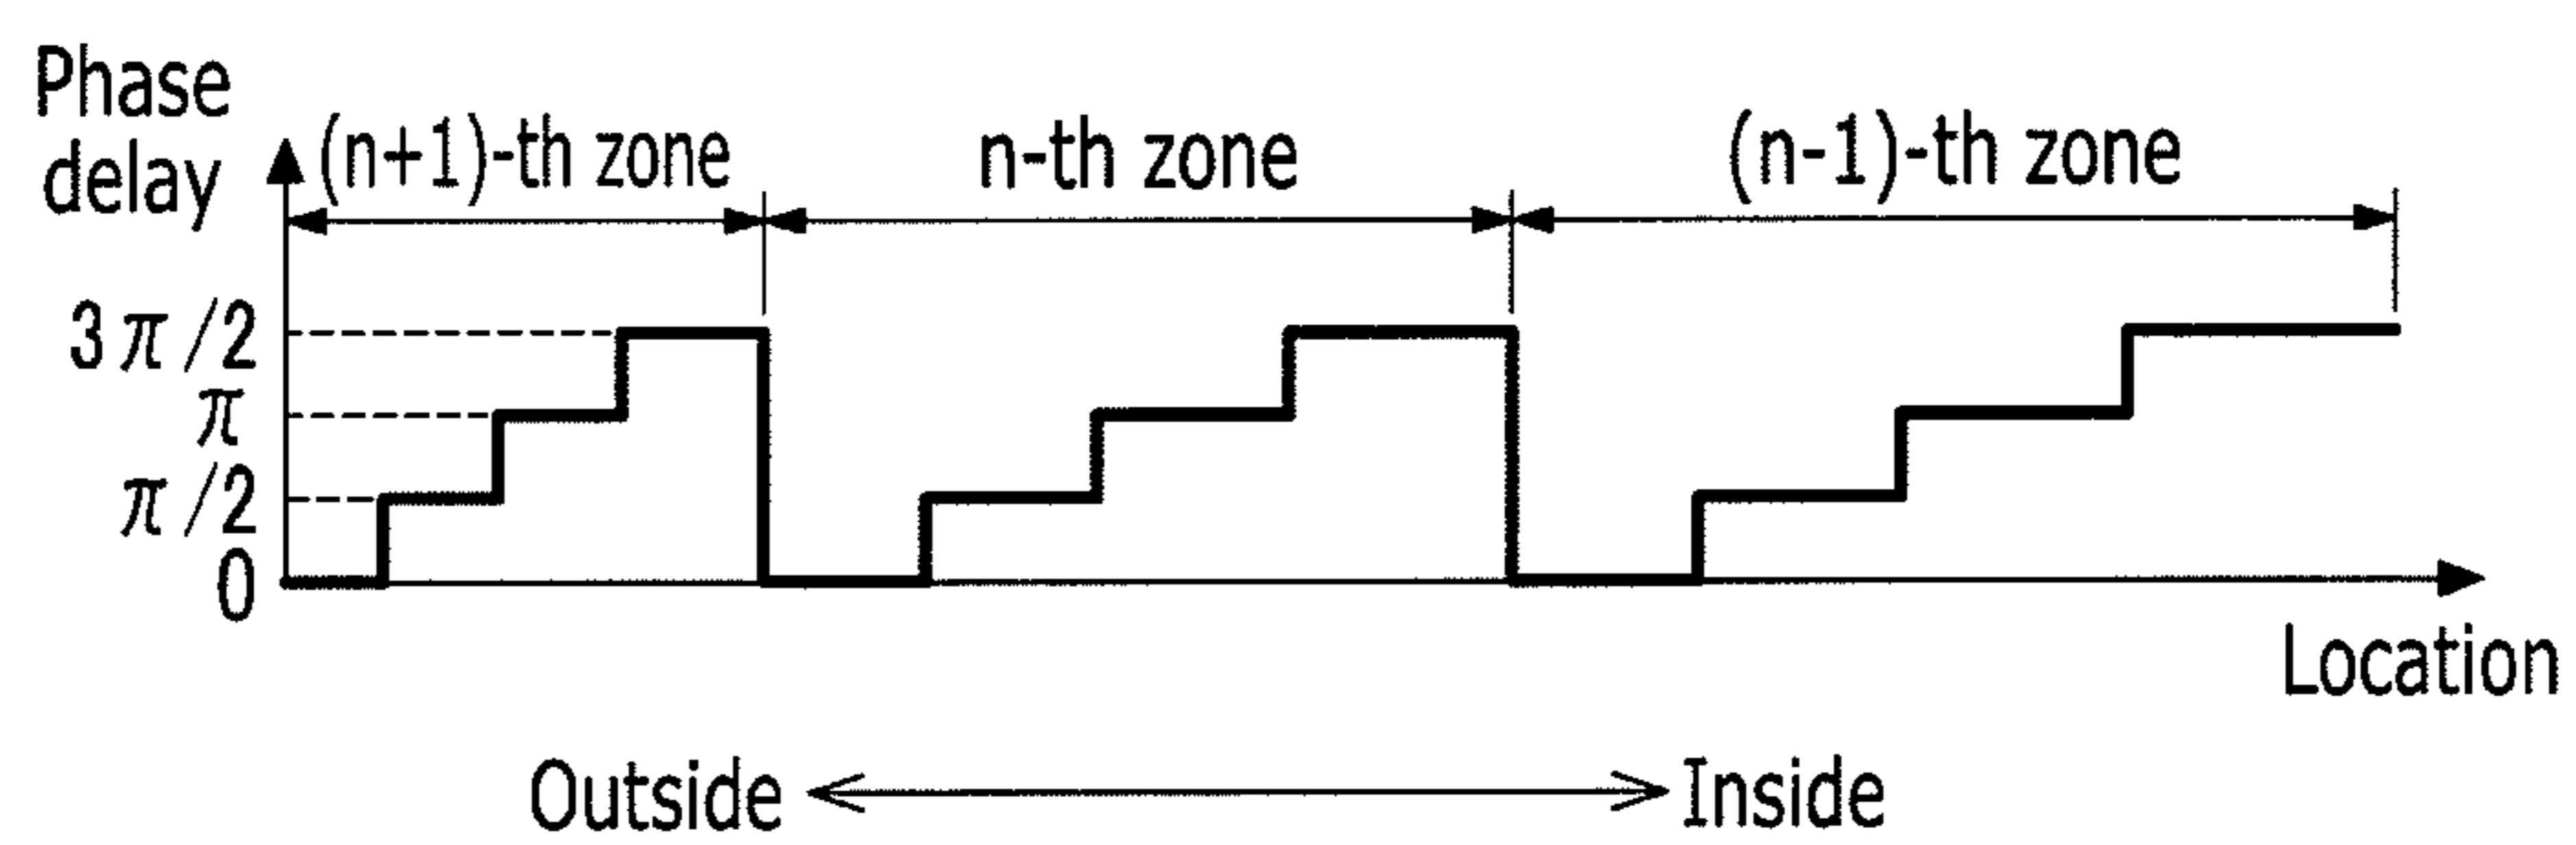 Phase
delay
(n+1)-th zone
n-th zone
(n-1)-th zone
3π/2
π
π/2
0
Location
Outside
Inside